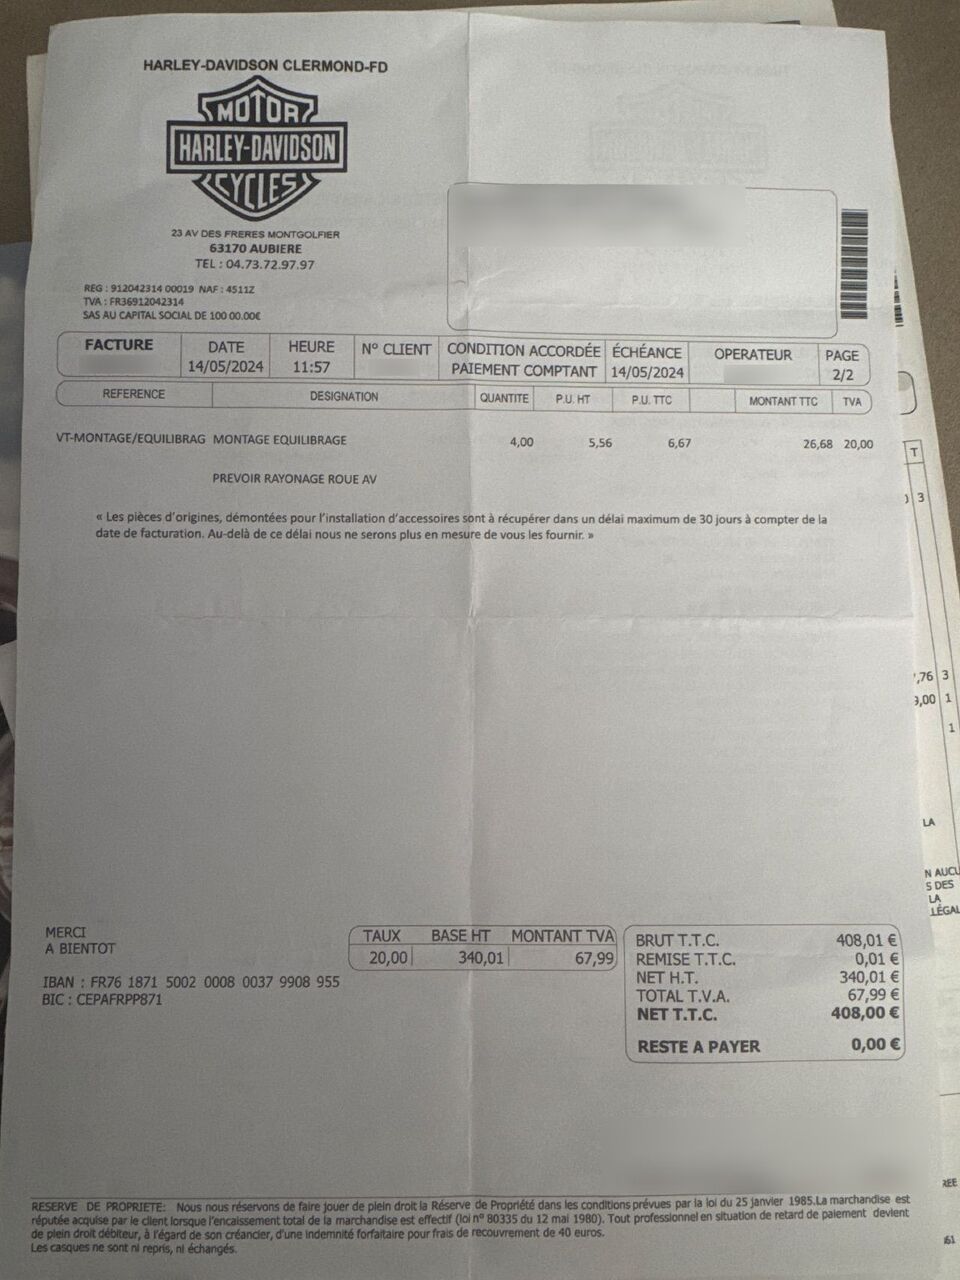 HARLEY-DAVIDSON CLERMOND-FD
MOTOR
HARLEY-DAVIDSON
CYCLES
23 AV DES FRERES MONTGOLFIER
63170 AUBIERE
TEL : 04.73.72.97.97
REG : 912042314 00019 NAF : 4511Z
TVA : FR36912042314
SAS AU CAPITAL SOCIAL DE 100 00.00€
FACTURE DATE HEURE N° CLIENT CONDITION ACCORDÉE ÉCHÉANCE OPERATEUR PAGE
14/05/2024 11:57 PAIEMENT COMPTANT 14/05/2024 2/2
REFERENCE DESIGNATION QUANTITE P.U. HT P.U. TTC MONTANT TTC TVA
VT-MONTAGE/EQUILIBRAG MONTAGE EQUILIBRAGE 4,00 5,56 6,67 26,68 20,00
PREVOIR RAYONAGE ROUE AV
« Les pièces d'origines, démontées pour l'installation d'accessoires sont à récupérer dans un délai maximum de 30 jours à compter de la
date de facturation. Au-delà de ce délai nous ne serons plus en mesure de vous les fournir. »
MERCI
A BIENTOT
IBAN : FR76 1871 5002 0008 0037 9908 955
BIC : CEPAFRPP871
TAUX BASE HT MONTANT TVA
20,00 340,01 67,99
BRUT T.T.C. 408,01 €
REMISE T.T.C. 0,01 €
NET H.T. 340,01 €
TOTAL T.V.A. 67,99 €
NET T.T.C. 408,00 €
RESTE A PAYER 0,00 €
RESERVE DE PROPRIETE: Nous nous réservons de faire jouer de plein droit la Réserve de Propriété dans les conditions prévues par la loi du 25 janvier 1985.La marchandise est
réputée acquise par le client lorsque l'encaissement total de la marchandise est effectif (loi n° 80335 du 12 mai 1980). Tout professionnel en situation de retard de paiement devient
de plein droit débiteur, à l'égard de son créancier, d'une indemnité forfaitaire pour frais de recouvrement de 40 euros.
Les casques ne sont ni repris, ni échangés.
T
3
,76 3
9,00 1
1
LA
N AUCU
S DES
LA
LÉGAL
REE